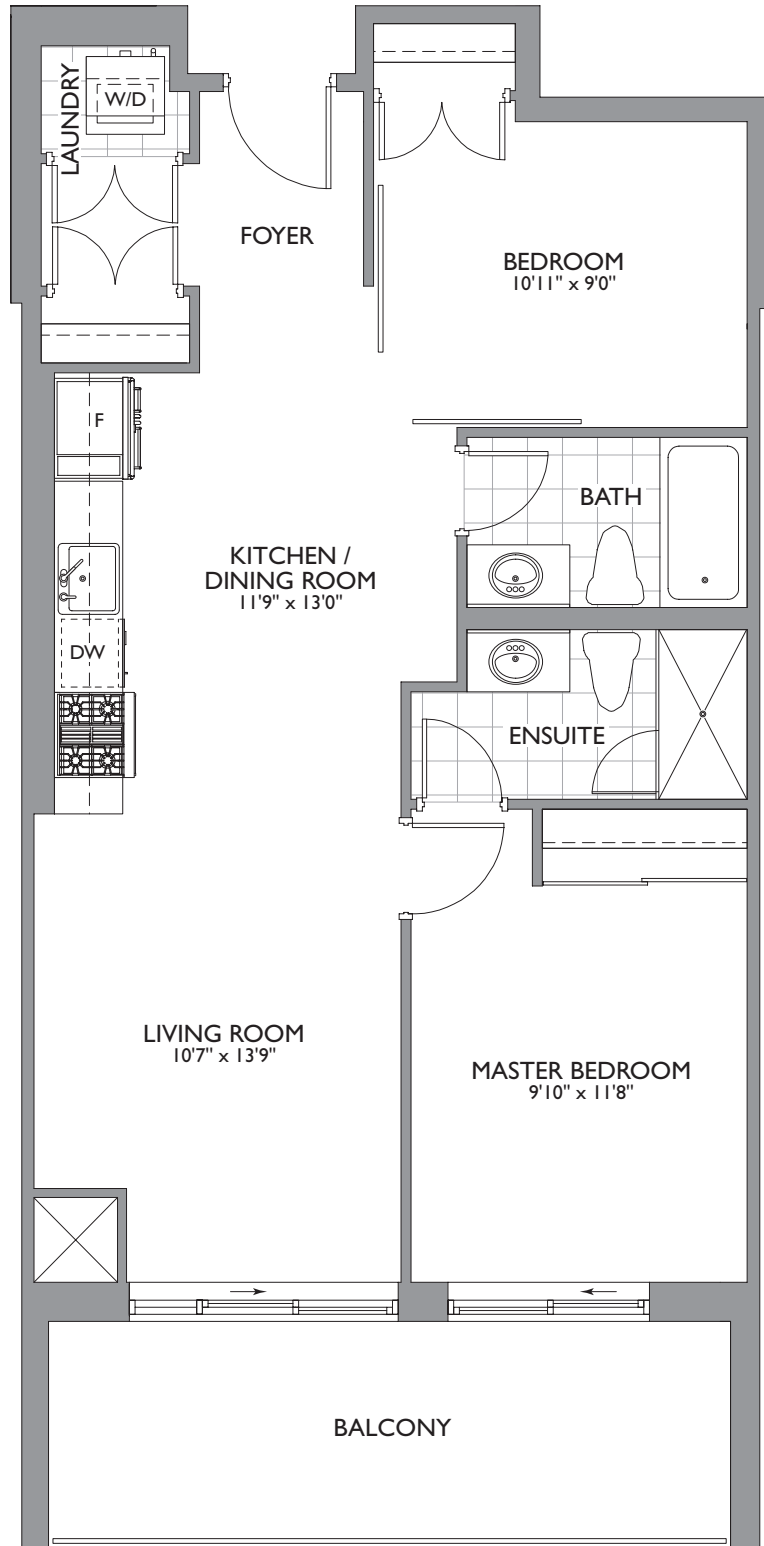 LAUNDRY
W/D
FOYER
BEDROOM
10'11" x 9'0"
F
BATH
KITCHEN /
DINING ROOM
11'9" x 13'0"
DW
ENSUITE
LIVING ROOM
10'7" x 13'9"
MASTER BEDROOM
9'10" x 11'8"
BALCONY